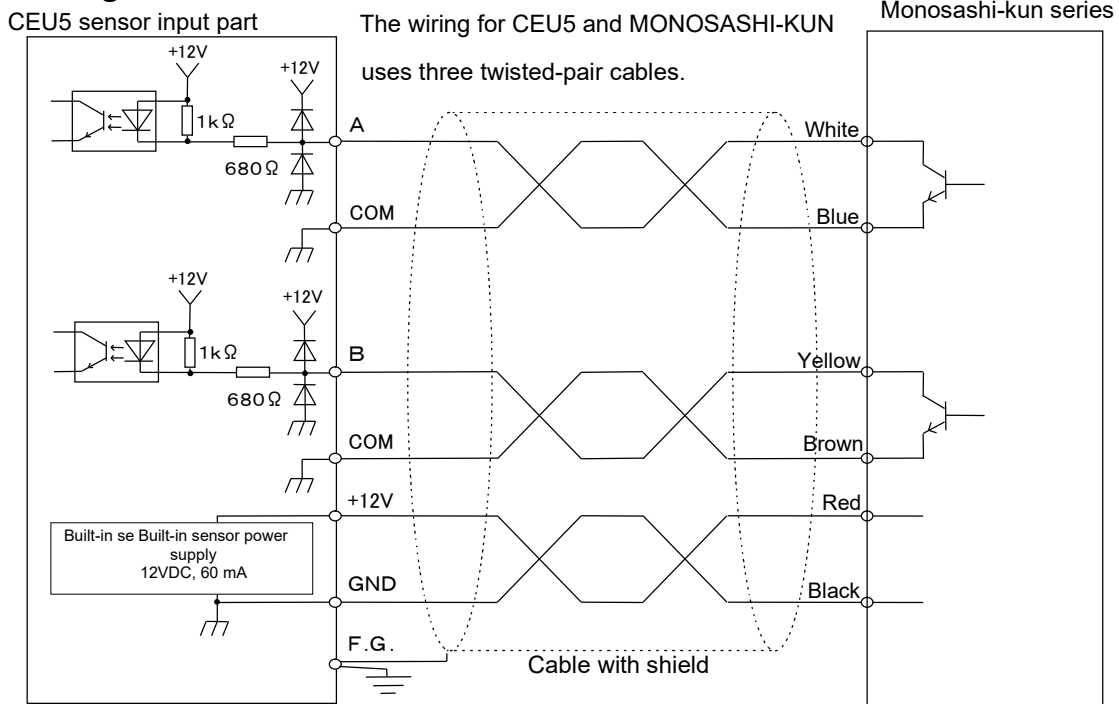 CEU5 sensor input part
The wiring for CEU5 and MONOSASHI-KUN
uses three twisted-pair cables.
Monosashi-kun series
+12V
+12V
1kΩ
680Ω
A
White
COM
Blue
+12V
+12V
1kΩ
680Ω
B
Yellow
COM
Brown
+12V
Red
Built-in se Built-in sensor power
supply
12VDC, 60 mA
GND
Black
F.G.
Cable with shield